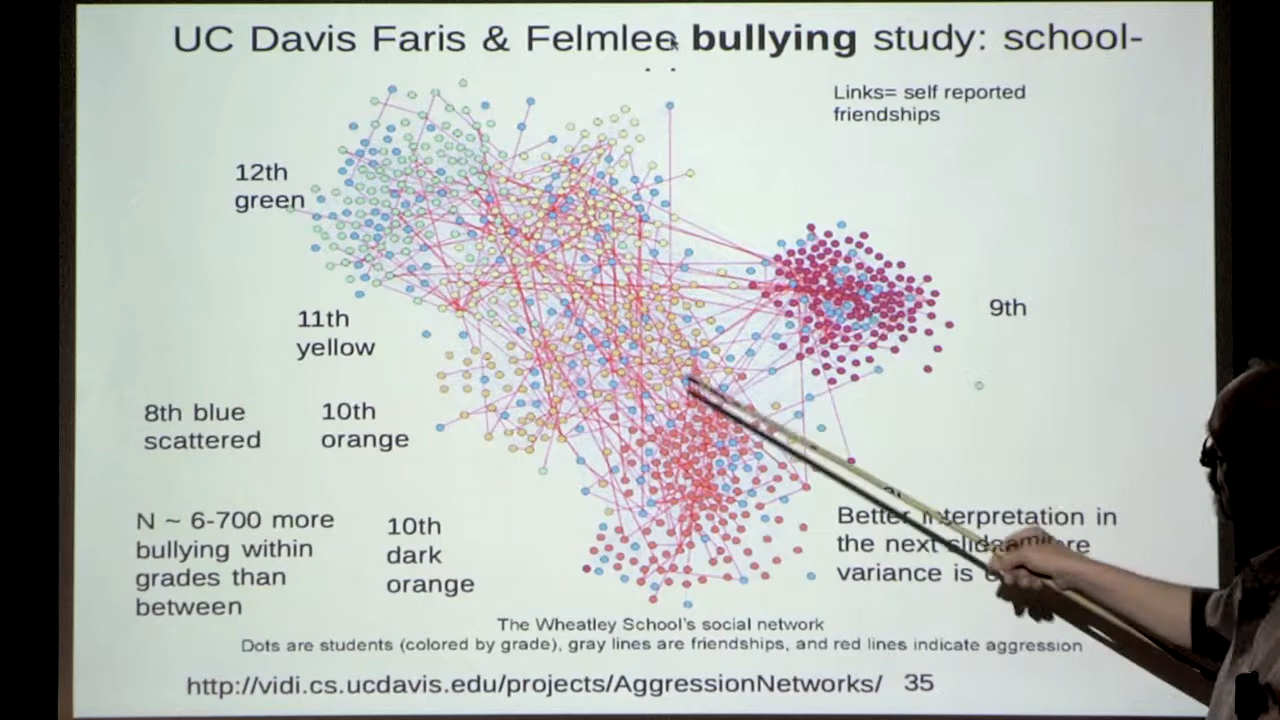 UC Davis Faris & Felmlee bullying study: school-
Links= self reported
friendships
12th
green
11th
yellow
9th
8th blue
scattered
10th
orange
N ~ 6-700 more
bullying within
grades than
between
10th
dark
orange
Better interpretation in
the next
variance is
The Wheatley School's social network
Dots are students (colored by grade), gray lines are friendships, and red lines indicate aggression
http://vidi.cs.ucdavis.edu/projects/AggressionNetworks/ 35